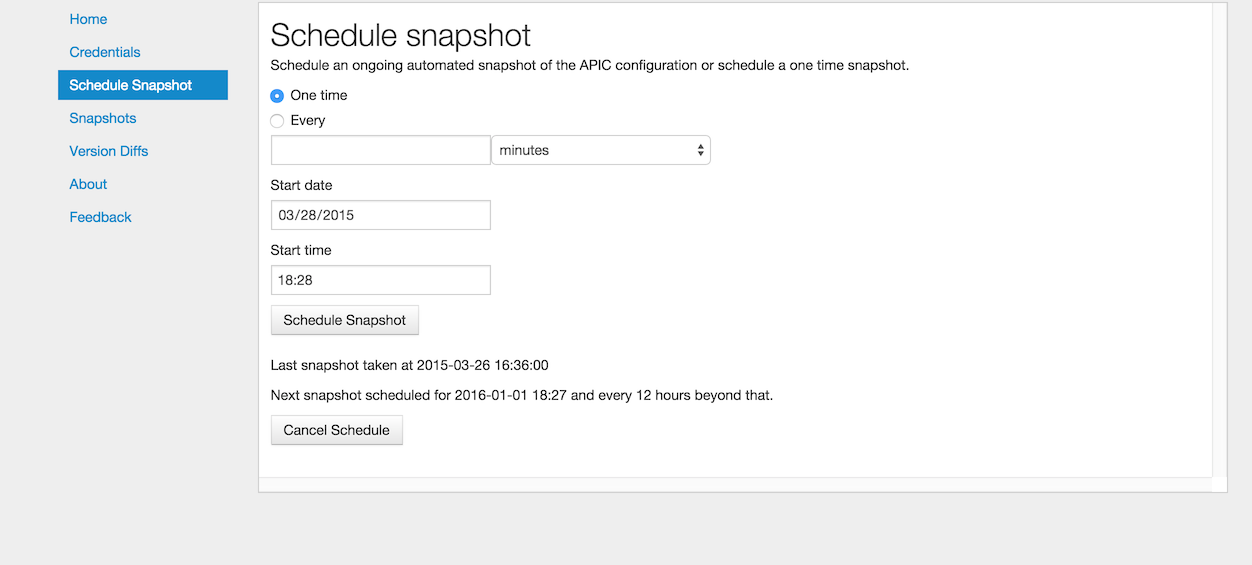 Home
Credentials
Schedule Snapshot
Snapshots
Version Diffs
About
Feedback
Schedule snapshot
Schedule an ongoing automated snapshot of the APIC configuration or schedule a one time snapshot.
One time
Every
minutes
Start date
03/28/2015
Start time
18:28
Schedule Snapshot
Last snapshot taken at 2015-03-26 16:36:00
Next snapshot scheduled for 2016-01-01 18:27 and every 12 hours beyond that.
Cancel Schedule